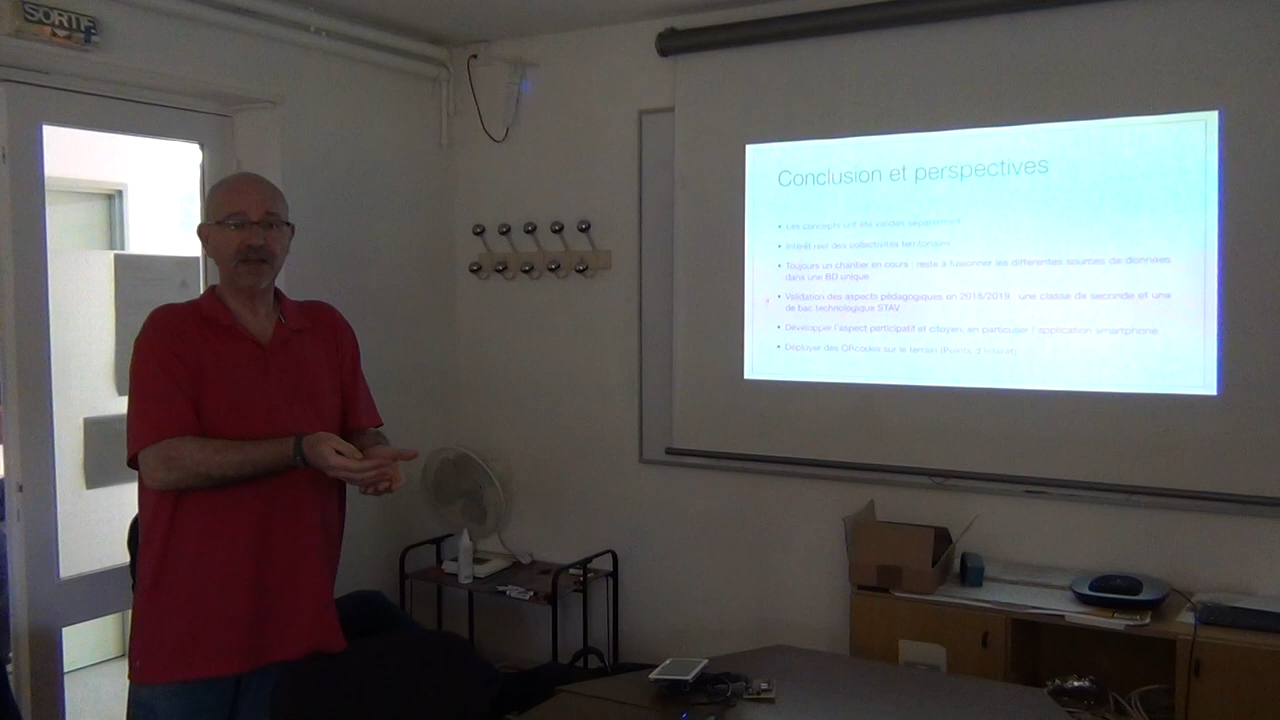 SORTIE
Conclusion et perspectives
• Les concepts ont été validés séparément
• Intérêt réel des collectivités territoriales
• Toujours un chantier en cours : reste à fusionner les différentes sources de données
dans une BD unique
• Validation des aspects pédagogiques en 2018/2019 : une classe de seconde et une
de bac technologique STAV
• Développer l'aspect participatif et citoyen, en particulier l'application smartphone
• Déployer des QRcodes sur le terrain (Points d'Intéret)